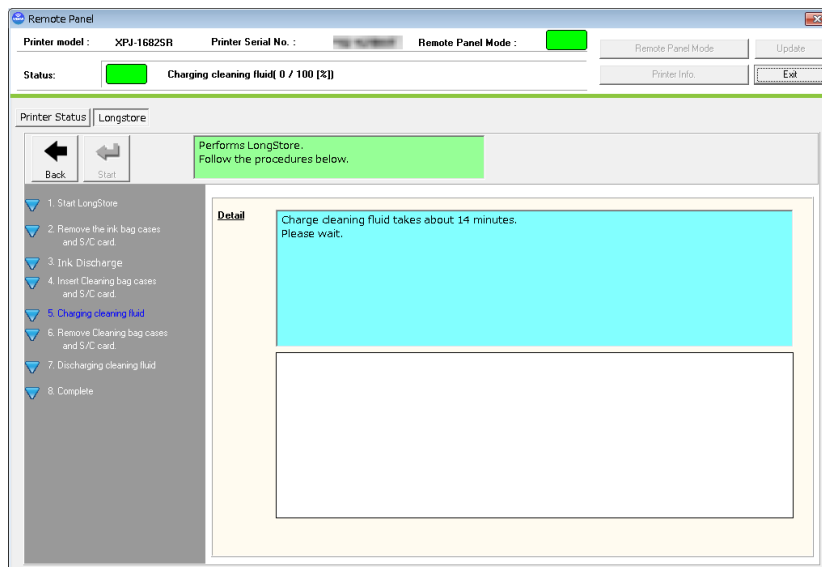 Remote Panel
Printer model : XPJ-1682SR Printer Serial No. : Remote Panel Mode :
Remote Panel Mode Update
Status: Charging cleaning fluid( 0 / 100 [%])
Printer Info. Exit
Printer Status Longstore
Back Start
Performs LongStore.
Follow the procedures below.
1. Start LongStore
2. Remove the ink bag cases
and S/C card.
3. Ink Discharge
4. Insert Cleaning bag cases
and S/C card.
5. Charging cleaning fluid
6. Remove Cleaning bag cases
and S/C card.
7. Discharging cleaning fluid
8. Complete
Detail
Charge cleaning fluid takes about 14 minutes.
Please wait.